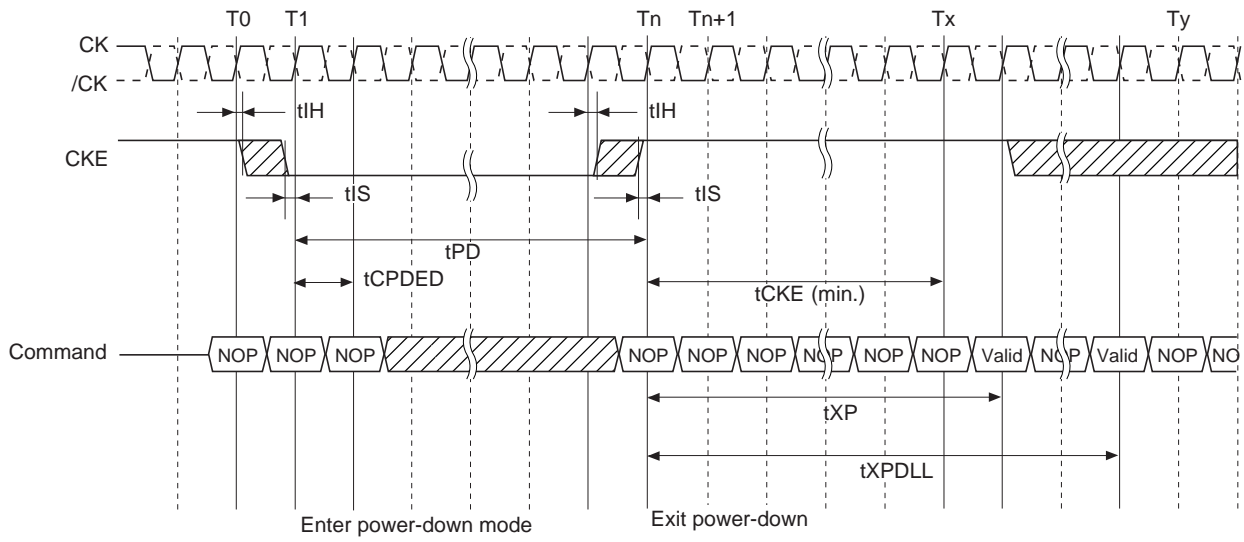 T0 T1 Tn Tn+1 Tx Ty
CK
/CK
tIH tIH
CKE
tIS tIS
tPD
tCPDED
tCKE (min.)
Command NOP NOP NOP NOP NOP NOP NOP NOP NOP Valid NOP Valid NOP NO
tXP
tXPDLL
Enter power-down mode Exit power-down